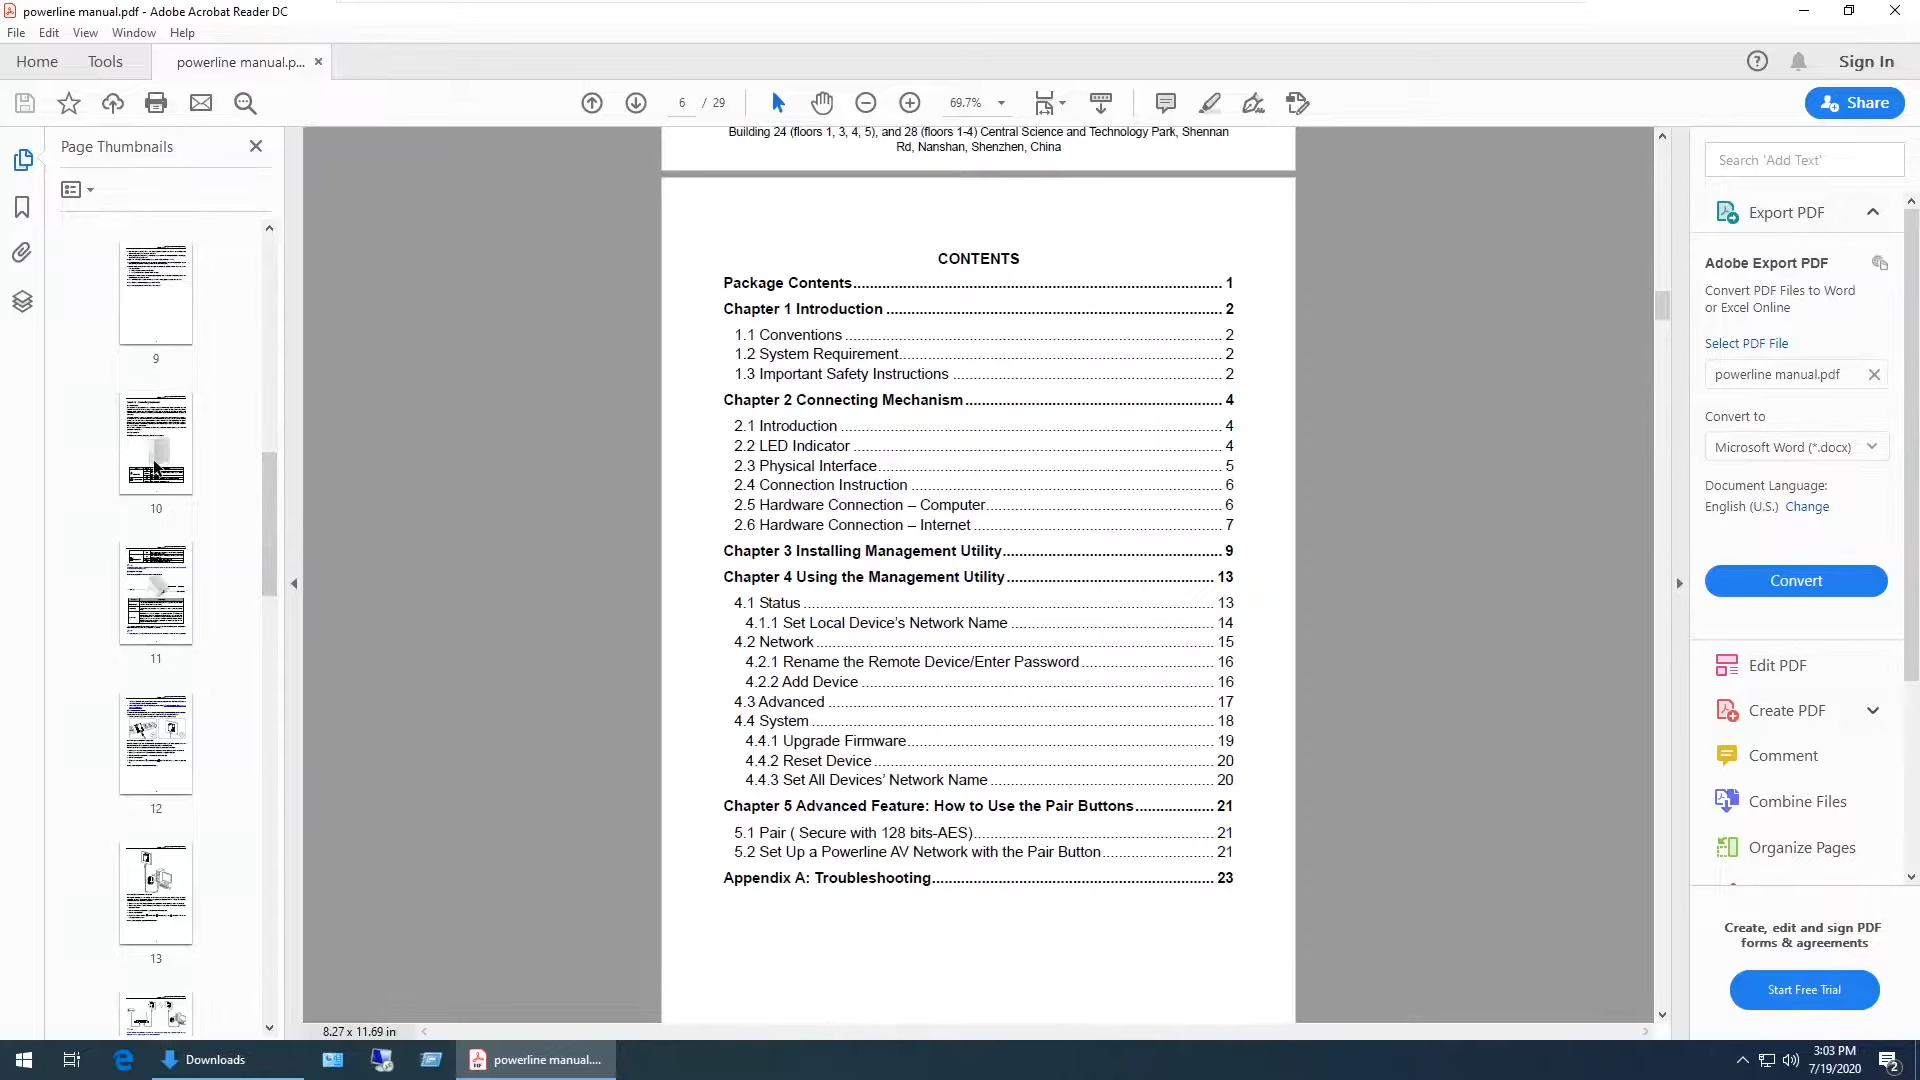 powerline manual.pdf - Adobe Acrobat Reader DC
File Edit View Window Help
Home Tools powerline manual.p... × Sign In
6 / 29 69.7% Share
Page Thumbnails
9
10
11
12
13
Building 24 (floors 1, 3, 4, 5), and 28 (floors 1-4) Central Science and Technology Park, Shennan
Rd, Nanshan, Shenzhen, China
CONTENTS
Package Contents 1
Chapter 1 Introduction 2
1.1 Conventions 2
1.2 System Requirement 2
1.3 Important Safety Instructions 2
Chapter 2 Connecting Mechanism 4
2.1 Introduction 4
2.2 LED Indicator 4
2.3 Physical Interface 5
2.4 Connection Instruction 6
2.5 Hardware Connection – Computer 6
2.6 Hardware Connection – Internet 7
Chapter 3 Installing Management Utility 9
Chapter 4 Using the Management Utility 13
4.1 Status 13
4.1.1 Set Local Device's Network Name 14
4.2 Network 15
4.2.1 Rename the Remote Device/Enter Password 16
4.2.2 Add Device 16
4.3 Advanced 17
4.4 System 18
4.4.1 Upgrade Firmware 19
4.4.2 Reset Device 20
4.4.3 Set All Devices' Network Name 20
Chapter 5 Advanced Feature: How to Use the Pair Buttons 21
5.1 Pair ( Secure with 128 bits-AES) 21
5.2 Set Up a Powerline AV Network with the Pair Button 21
Appendix A: Troubleshooting 23
8.27 x 11.69 in
Search 'Add Text'
Export PDF
Adobe Export PDF
Convert PDF Files to Word
or Excel Online
Select PDF File
powerline manual.pdf
Convert to
Microsoft Word (*.docx)
Document Language:
English (U.S.) Change
Convert
Edit PDF
Create PDF
Comment
Combine Files
Organize Pages
Create, edit and sign PDF
forms & agreements
Start Free Trial
Downloads
powerline manual....
3:03 PM
7/19/2020
2